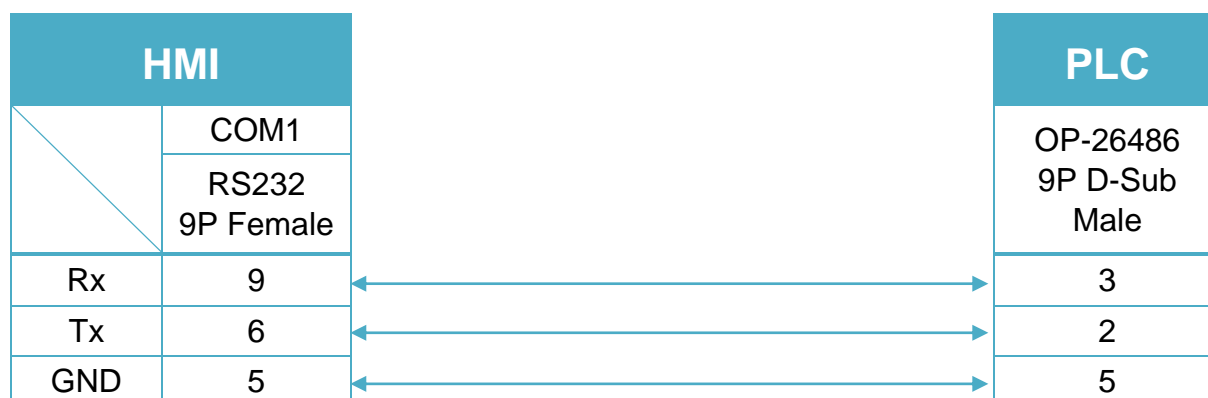 HMI
PLC
COM1
RS232
9P Female
OP-26486
9P D-Sub
Male
Rx 9 3
Tx 6 2
GND 5 5